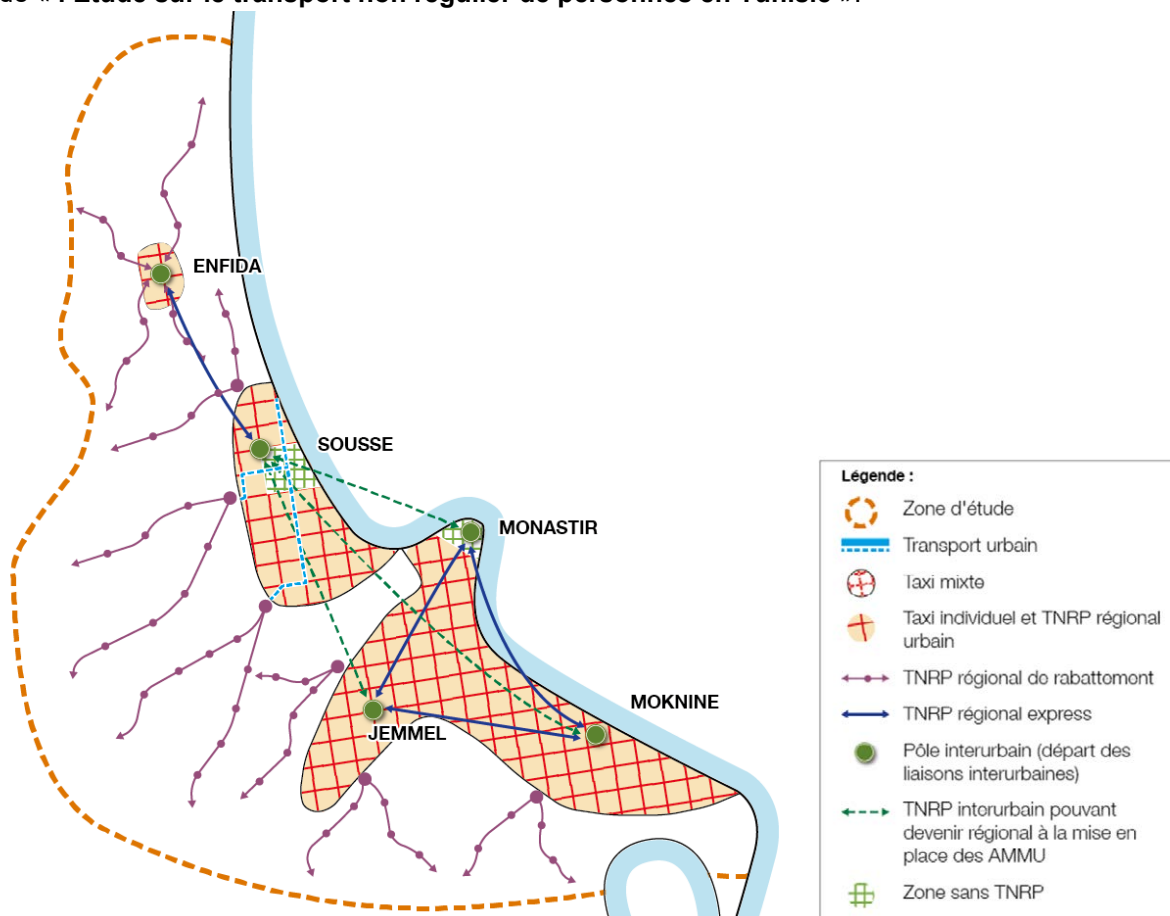 de « : Etude sur le transport non régulier de personnes en Tunisie ».
ENFIDA
SOUSSE
MONASTIR
MOKNINE
JEMMEL
Légende :
Zone d'étude
Transport urbain
Taxi mixte
Taxi individuel et TNRP régional
urbain
TNRP régional de rabattement
TNRP régional express
Pôle interurbain (départ des
liaisons interurbaines)
TNRP interurbain pouvant
devenir régional à la mise en
place des AMMU
Zone sans TNRP